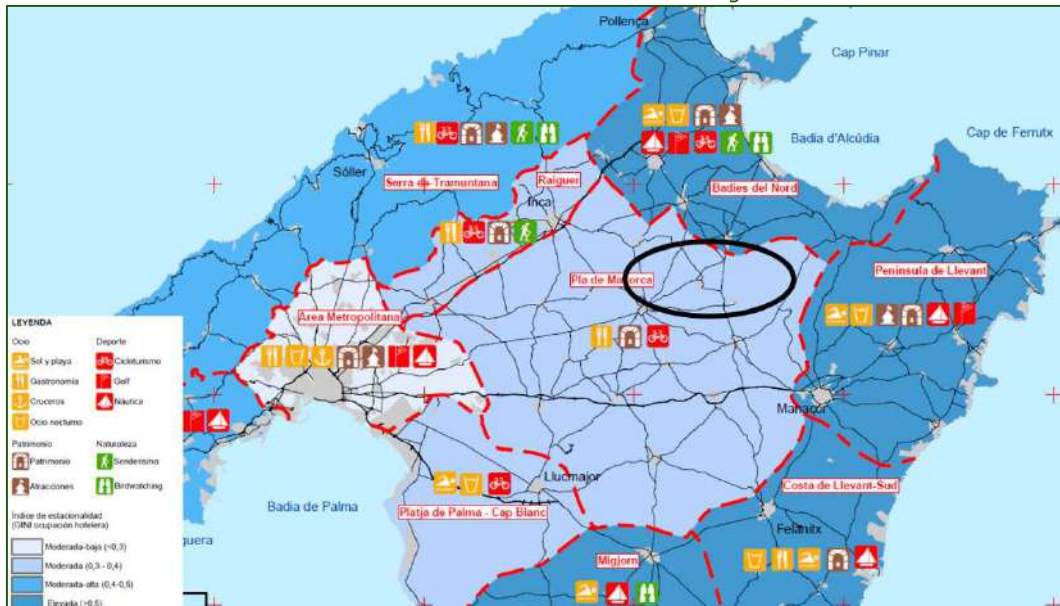 Pollença
Cap Pinar
Badia d'Alcúdia
Cap de Ferrutx
Sóller
Serra de Tramuntana
Raiguer
Inca
Badies del Nord
Pla de Mallorca
Peninsula de Llevant
Àrea Metropolitana
Manacor
Llucmajor
Badia de Palma
Platja de Palma - Cap Blanc
Costa de Llevant-Sud
Felanitx
Migjorn
guera
LEYENDA
Ocio
Deporte
Sol y playa
Cicloturismo
Gastronomía
Golf
Cruceros
Náutica
Ocio nocturno
Patrimonio
Naturaleza
Patrimonio
Senderismo
Atracciones
Birdwatching
Índice de estacionalidad
(GINI ocupación hotelera)
Moderada-baja (<0,3)
Moderada (0,3 - 0,4)
Moderada-alta (0,4-0,5)
Elevada (>0,5)